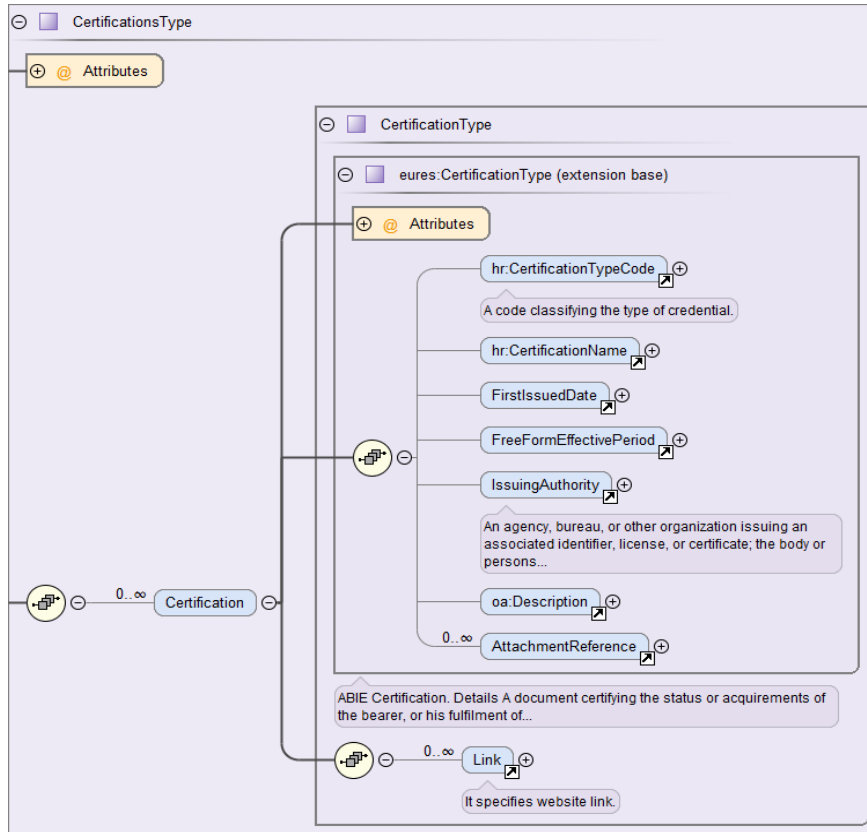 CertificationsType
@ Attributes
CertificationType
eures:CertificationType (extension base)
@ Attributes
hr:CertificationTypeCode
A code classifying the type of credential.
hr:CertificationName
FirstIssuedDate
FreeFormEffectivePeriod
IssuingAuthority
An agency, bureau, or other organization issuing an
associated identifier, license, or certificate; the body or
persons...
0..∞ Certification
oa:Description
0..∞ AttachmentReference
ABIE Certification. Details A document certifying the status or acquirements of
the bearer, or his fulfilment of...
0..∞ Link
It specifies website link.